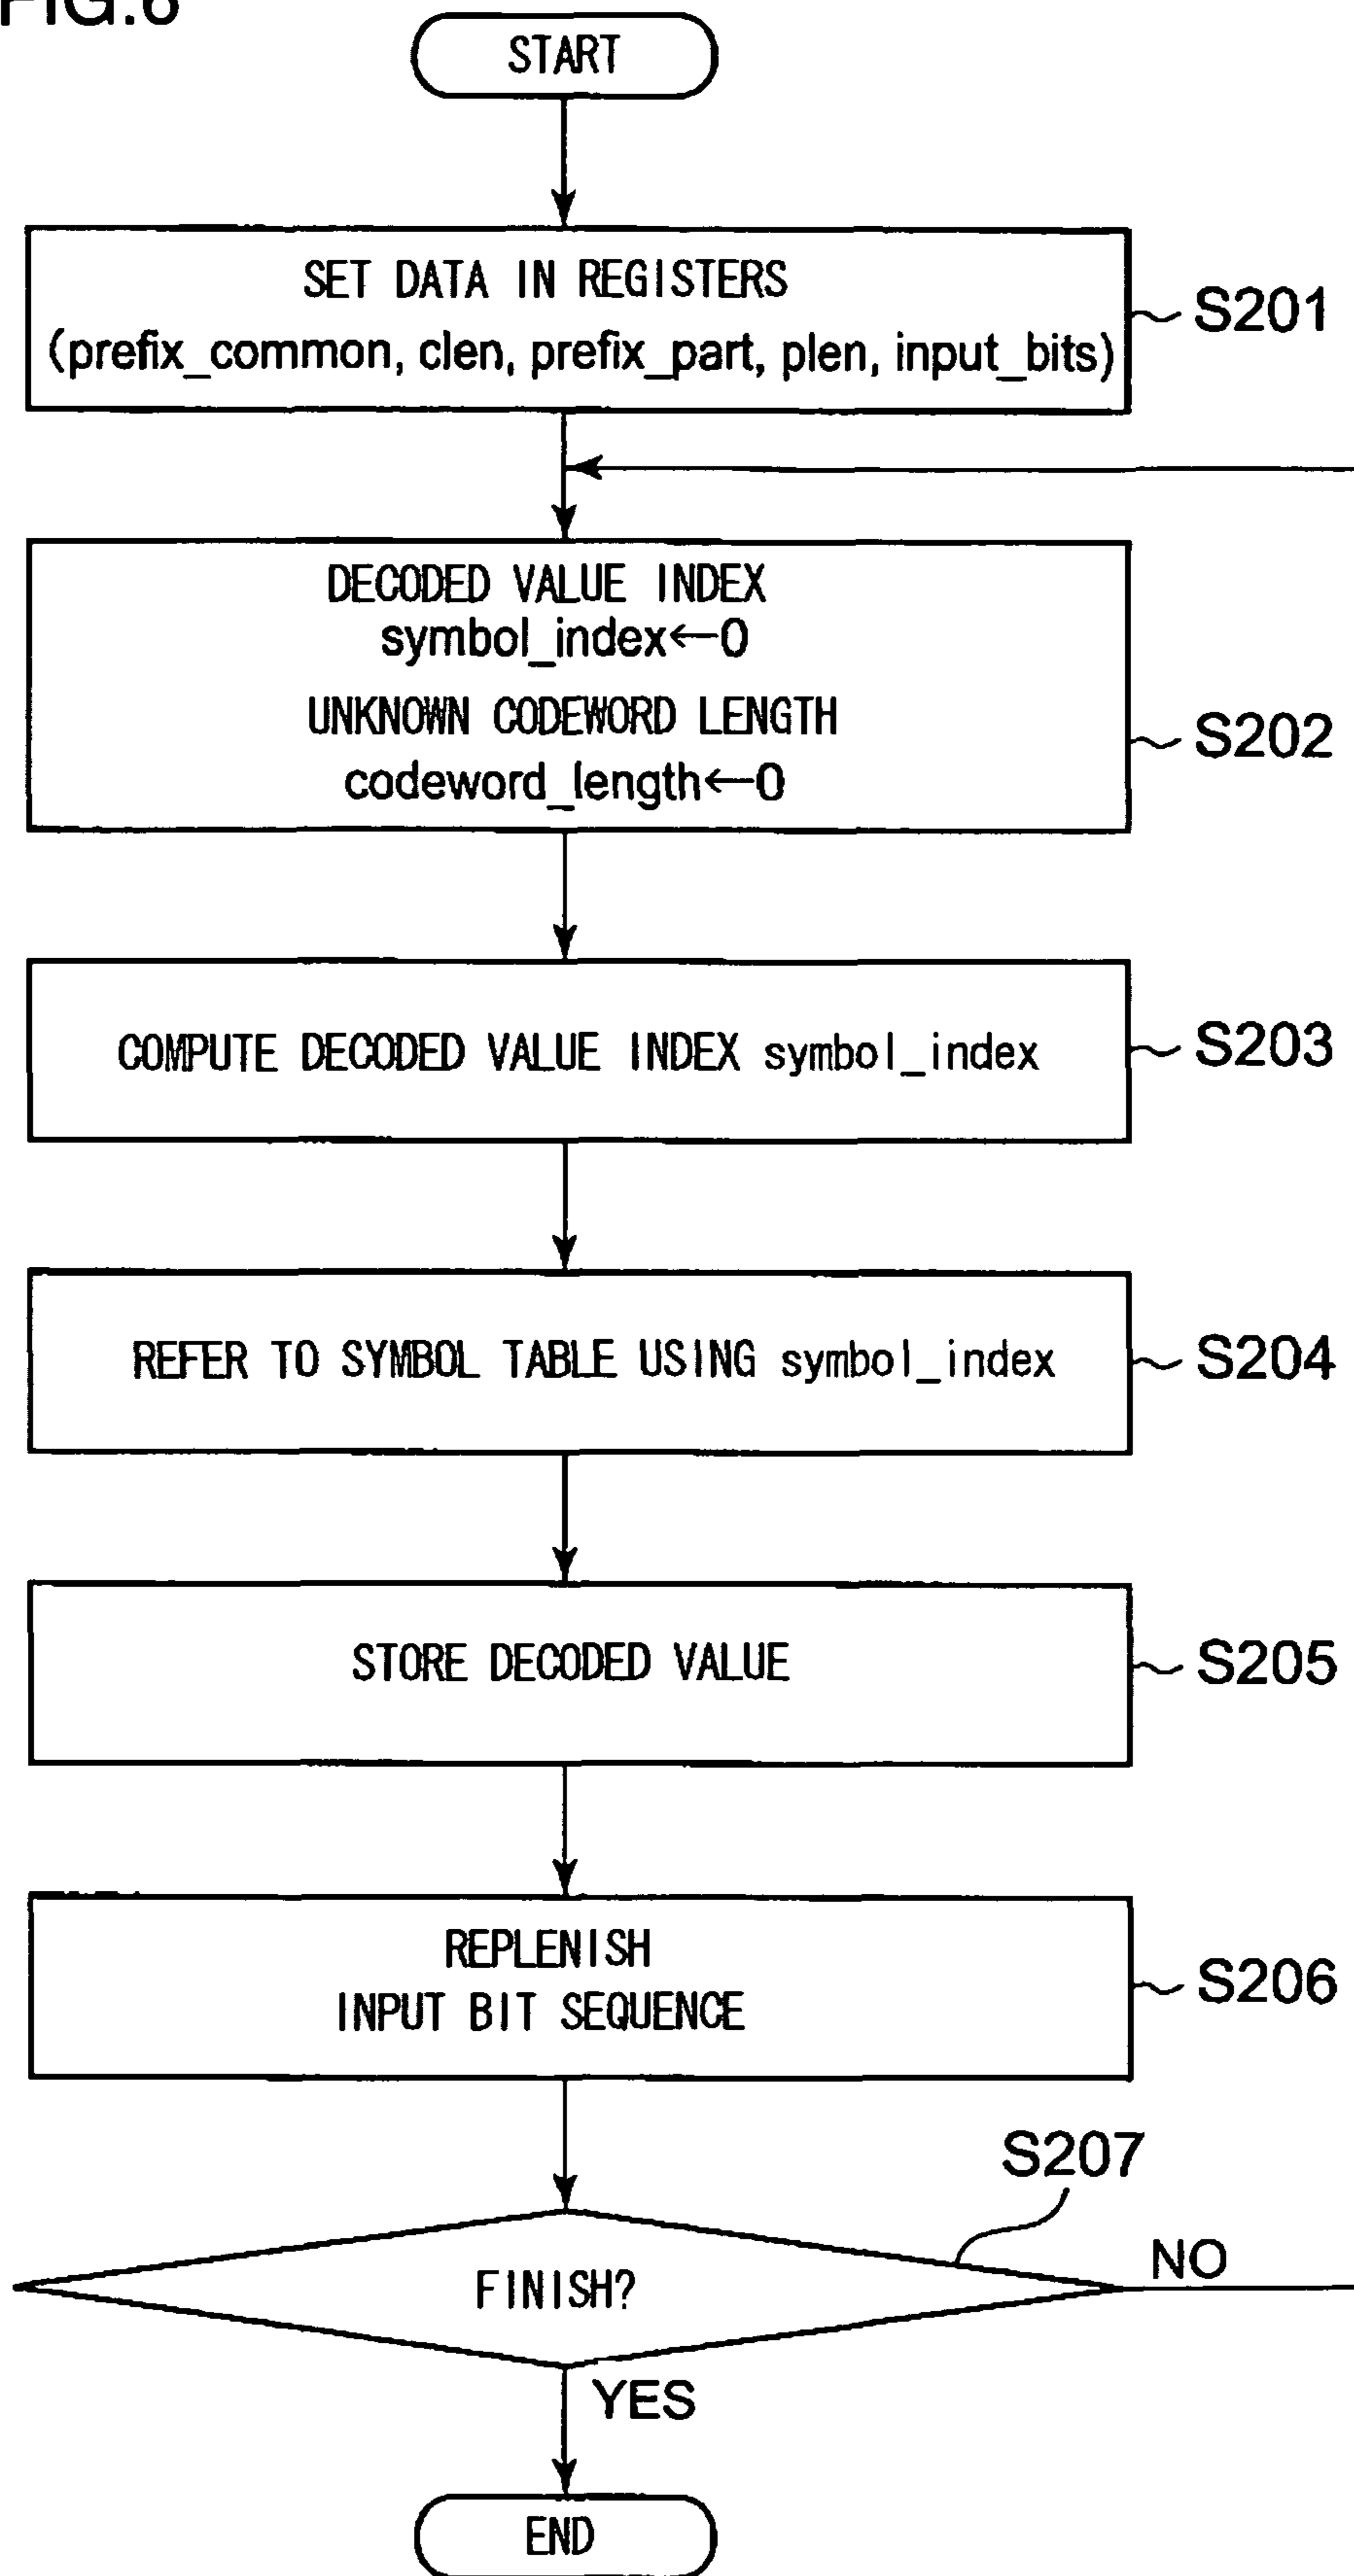 FIG.6
START
SET DATA IN REGISTERS
(prefix_common, clen, prefix_part, plen, input_bits)
S201
DECODED VALUE INDEX
symbol_index←0
UNKNOWN CODEWORD LENGTH
codeword_length←0
S202
COMPUTE DECODED VALUE INDEX symbol_index
S203
REFER TO SYMBOL TABLE USING symbol_index
S204
STORE DECODED VALUE
S205
REPLENISH
INPUT BIT SEQUENCE
S206
S207
FINISH?
NO
YES
END